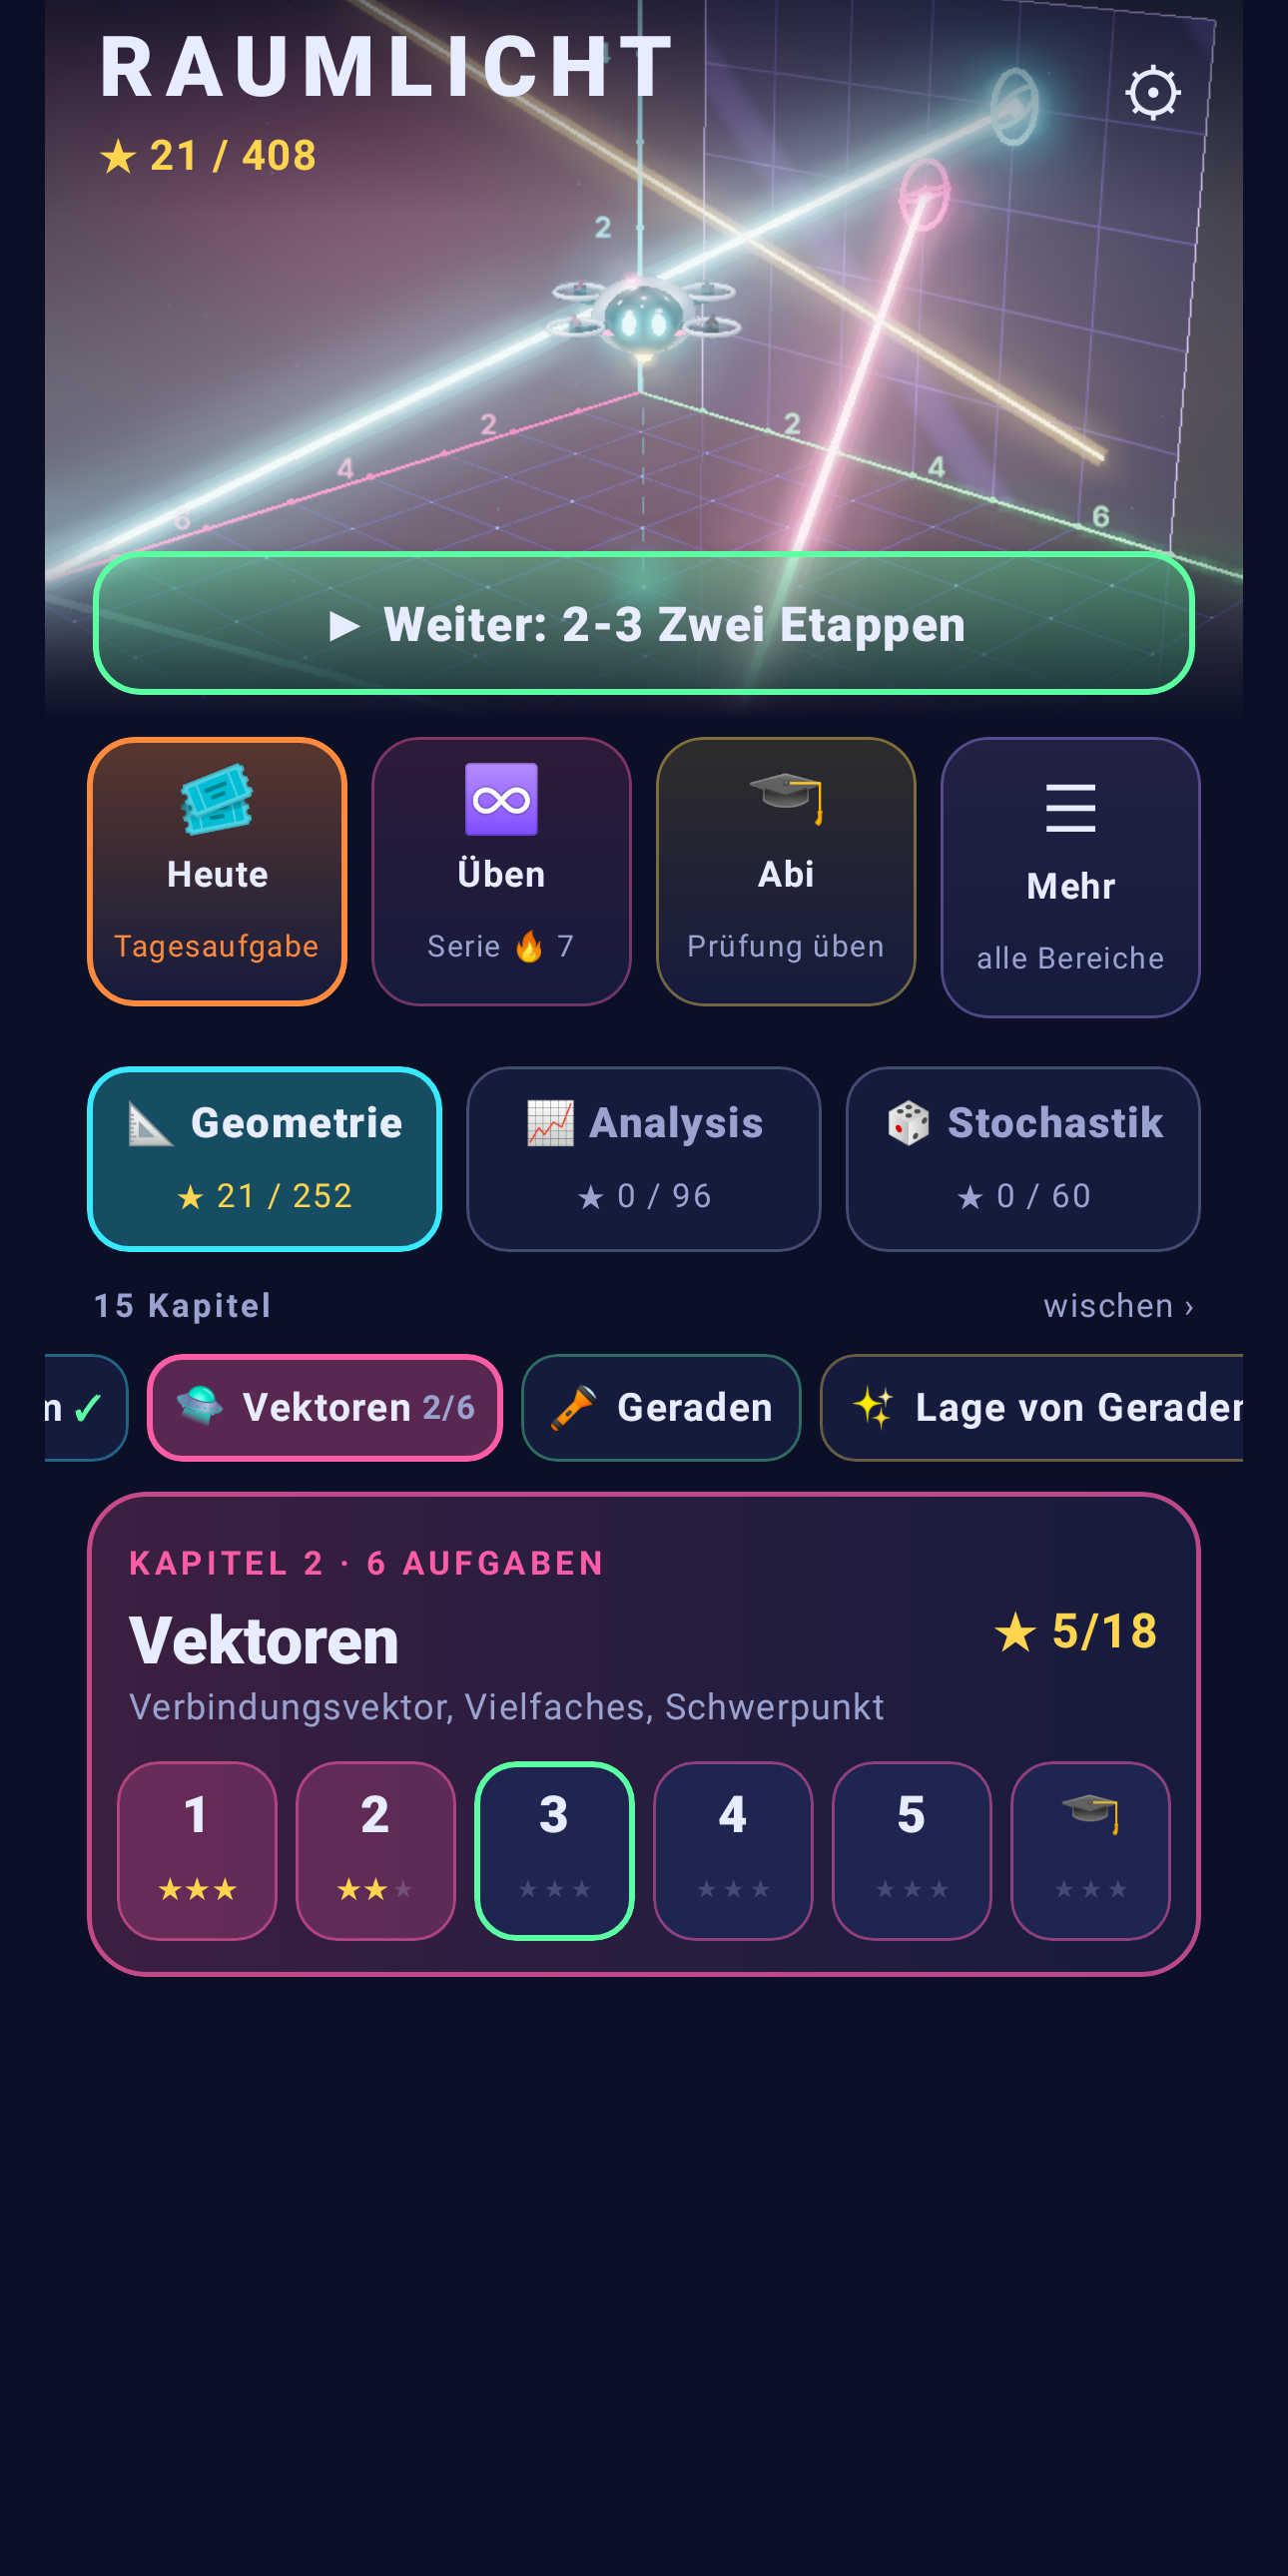 RAUMLICHT
★ 21 / 408
2
2
4
6
2
4
6
► Weiter: 2-3 Zwei Etappen
Heute
Tagesaufgabe
Üben
Serie 🔥 7
Abi
Prüfung üben
☰
Mehr
alle Bereiche
📐 Geometrie
★ 21 / 252
📈 Analysis
★ 0 / 96
🎲 Stochastik
★ 0 / 60
15 Kapitel
wischen ›
✓
Vektoren 2/6
Geraden
✨ Lage von
KAPITEL 2 · 6 AUFGABEN
Vektoren
★ 5/18
Verbindungsvektor, Vielfaches, Schwerpunkt
1
★★★
2
★★★
3
★★★
4
★★★
5
★★★
🎓
★★★